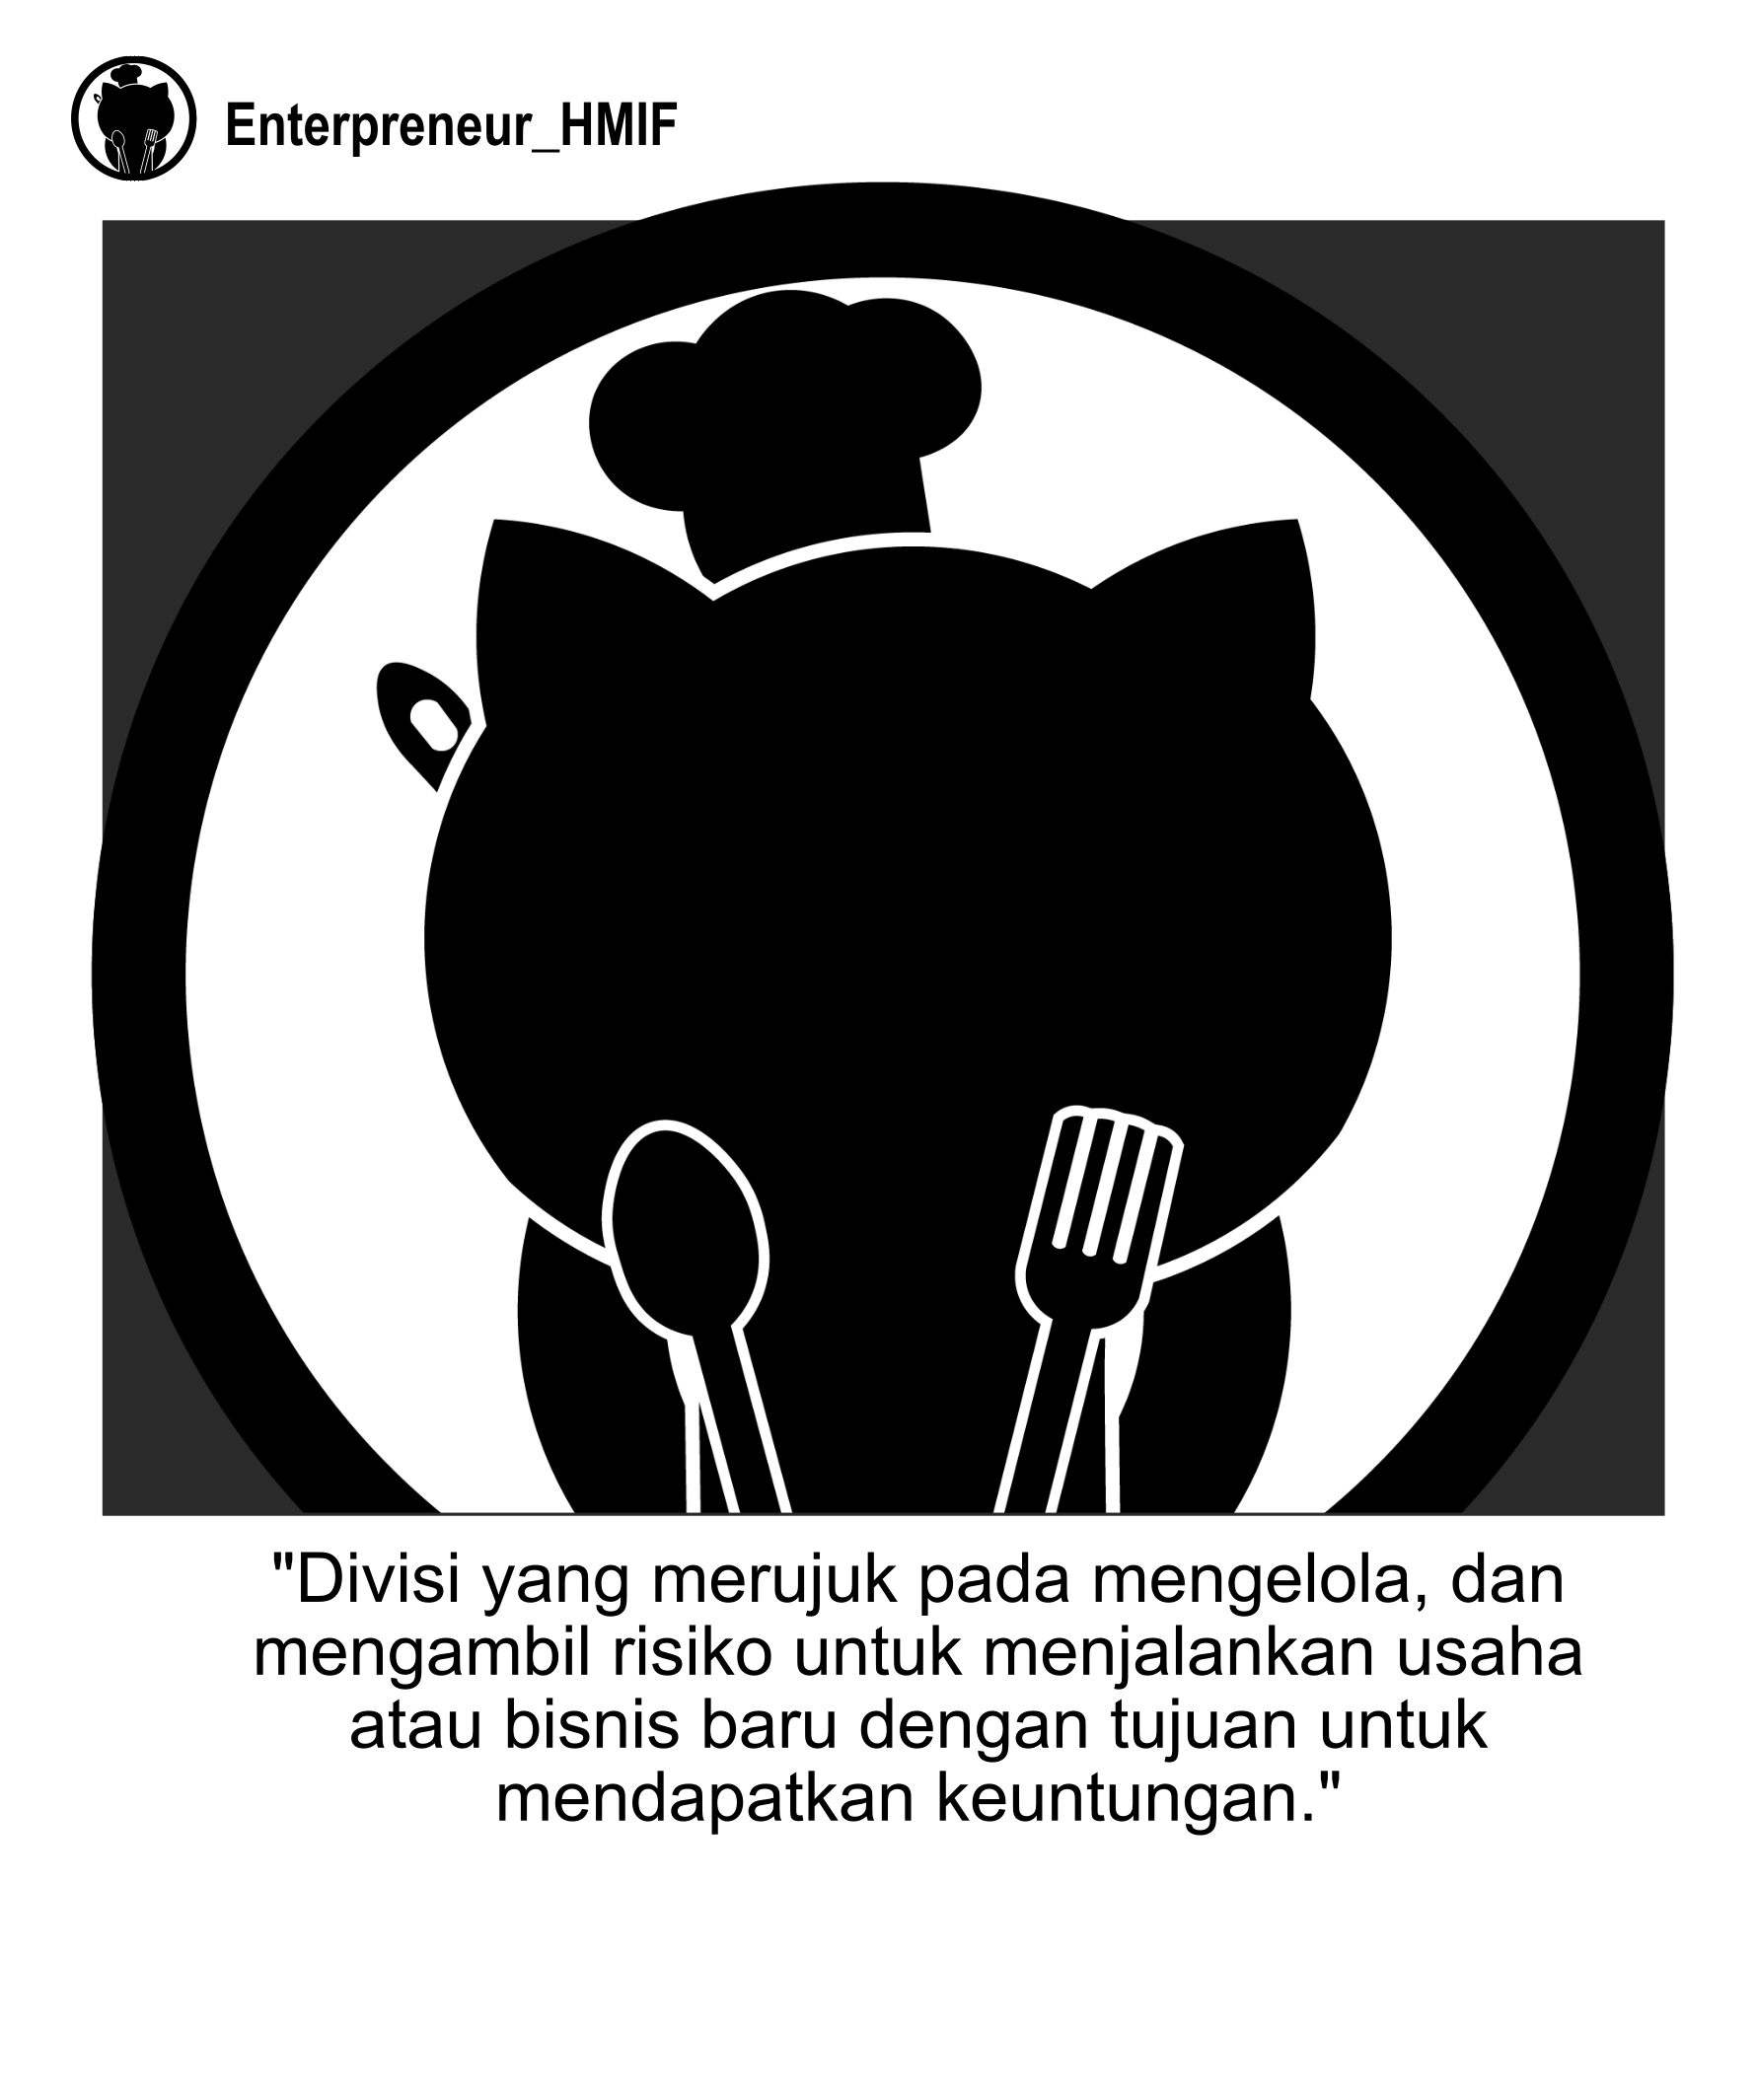 Enterpreneur_HMIF
"Divisi yang merujuk pada mengelola, dan
mengambil risiko untuk menjalankan usaha
atau bisnis baru dengan tujuan untuk
mendapatkan keuntungan."